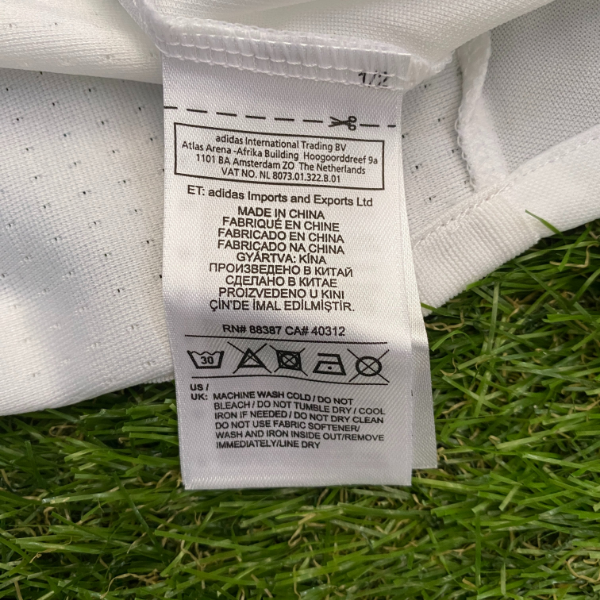 1/2
adidas International Trading BV
Atlas Arena -Afrika Building Hoogoorddreef 9a
1101 BA Amsterdam ZO The Netherlands
VAT NO. NL 8073.01.322.B.01
ET: adidas Imports and Exports Ltd
MADE IN CHINA
FABRIQUÉ EN CHINE
FABRICADO EN CHINA
FABRICADO NA CHINA
GYÁRTVA: KÍNA
ПРОИЗВЕДЕНО В КИТАЙ
СДЕЛАНО В КИТАЕ
PROIZVEDENO U KINI
ÇİN'DE İMAL EDİLMİŞTİR.
RN# 88387 CA# 40312
30
US /
UK: MACHINE WASH COLD / DO NOT
BLEACH / DO NOT TUMBLE DRY / COOL
IRON IF NEEDED / DO NOT DRY CLEAN
DO NOT USE FABRIC SOFTENER/
WASH AND IRON INSIDE OUT/REMOVE
IMMEDIATELY/LINE DRY